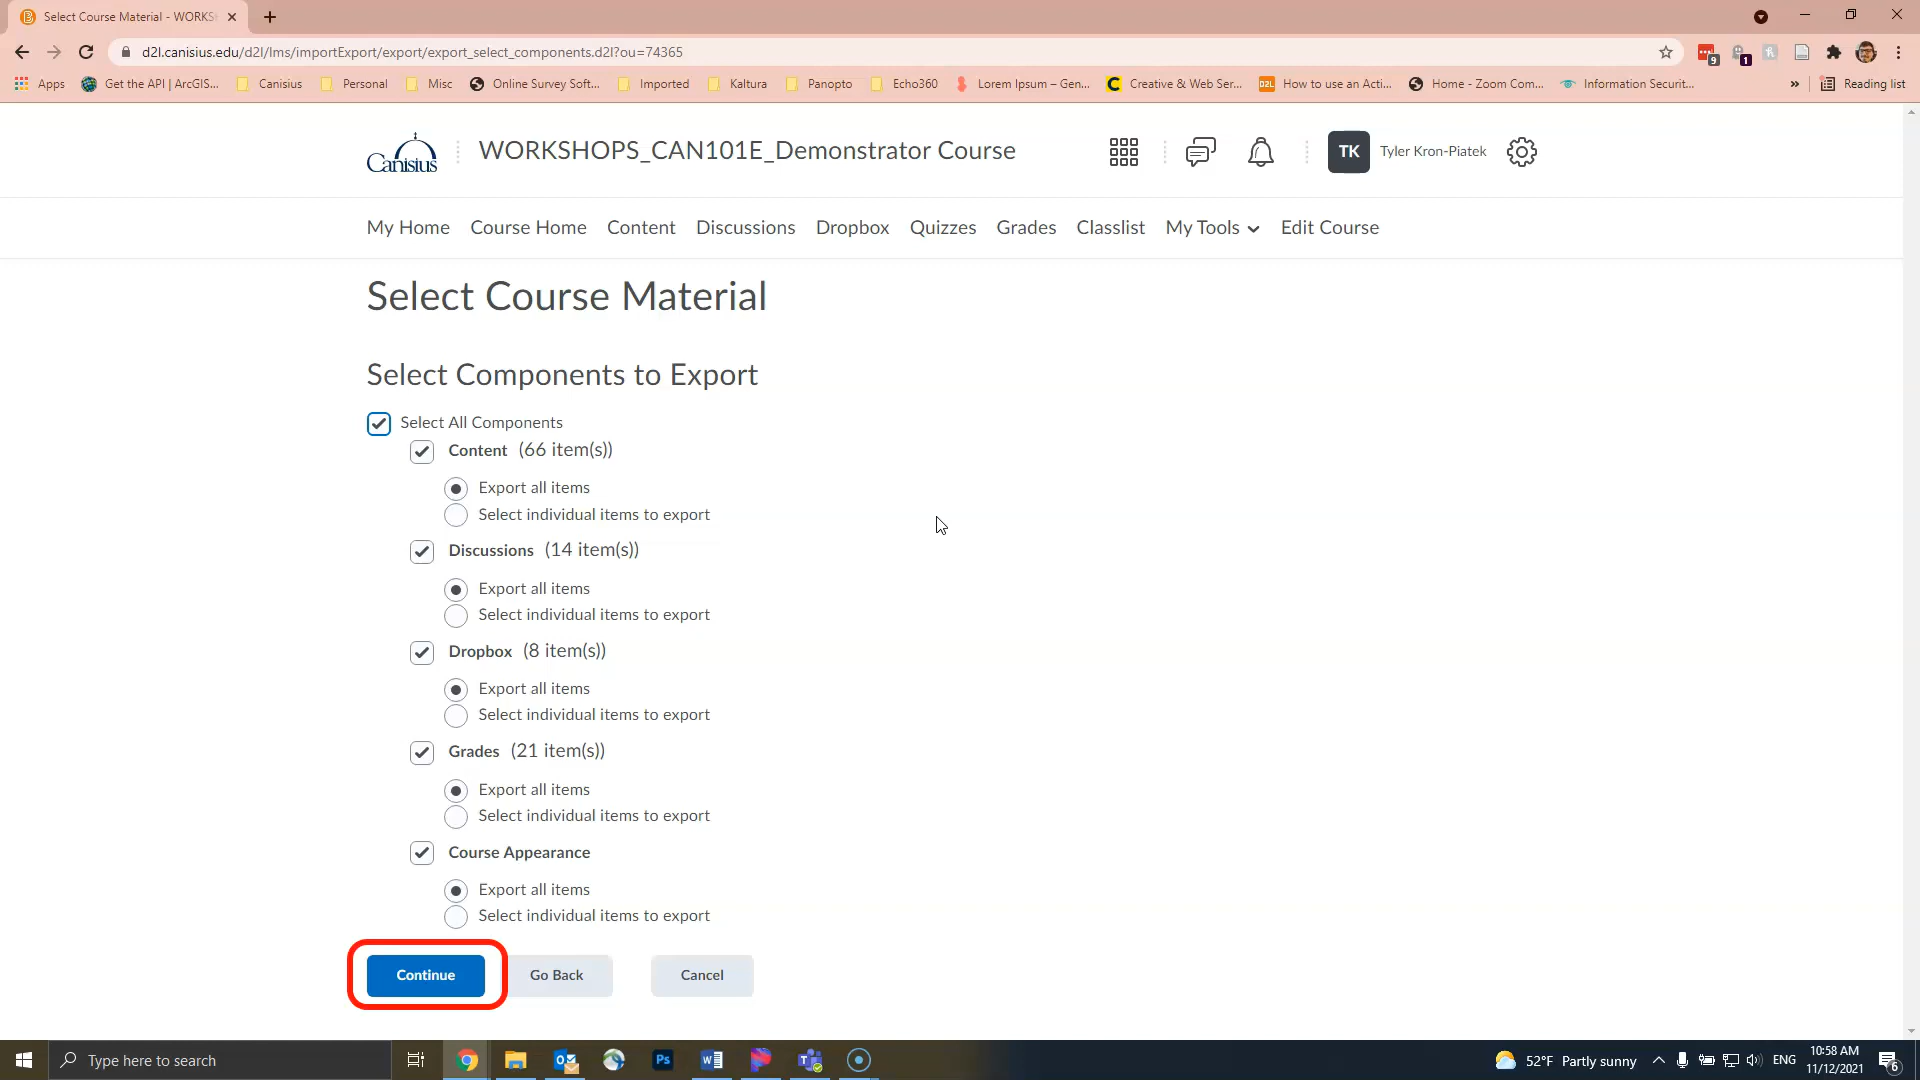 Select Course Material - WORKS
d2l.canisius.edu/d2l/lms/importExport/export/export_select_components.d2l?ou=74365
9
1
Apps
Get the API | ArcGIS...
Canisius
Personal
Misc
Online Survey Soft...
Imported
Kaltura
Panopto
Echo360
Lorem Ipsum – Gen...
Creative & Web Ser...
D2L
How to use an Acti...
Home - Zoom Com...
Information Securit...
»
Reading list
Canisius
WORKSHOPS_CAN101E_Demonstrator Course
TK
Tyler Kron-Piatek
My Home
Course Home
Content
Discussions
Dropbox
Quizzes
Grades
Classlist
My Tools
Edit Course
Select Course Material
Select Components to Export
Select All Components
Content (66 item(s))
Export all items
Select individual items to export
Discussions (14 item(s))
Export all items
Select individual items to export
Dropbox (8 item(s))
Export all items
Select individual items to export
Grades (21 item(s))
Export all items
Select individual items to export
Course Appearance
Export all items
Select individual items to export
Continue
Go Back
Cancel
Type here to search
Ps
52°F Partly sunny
ENG
10:58 AM
11/12/2021
6